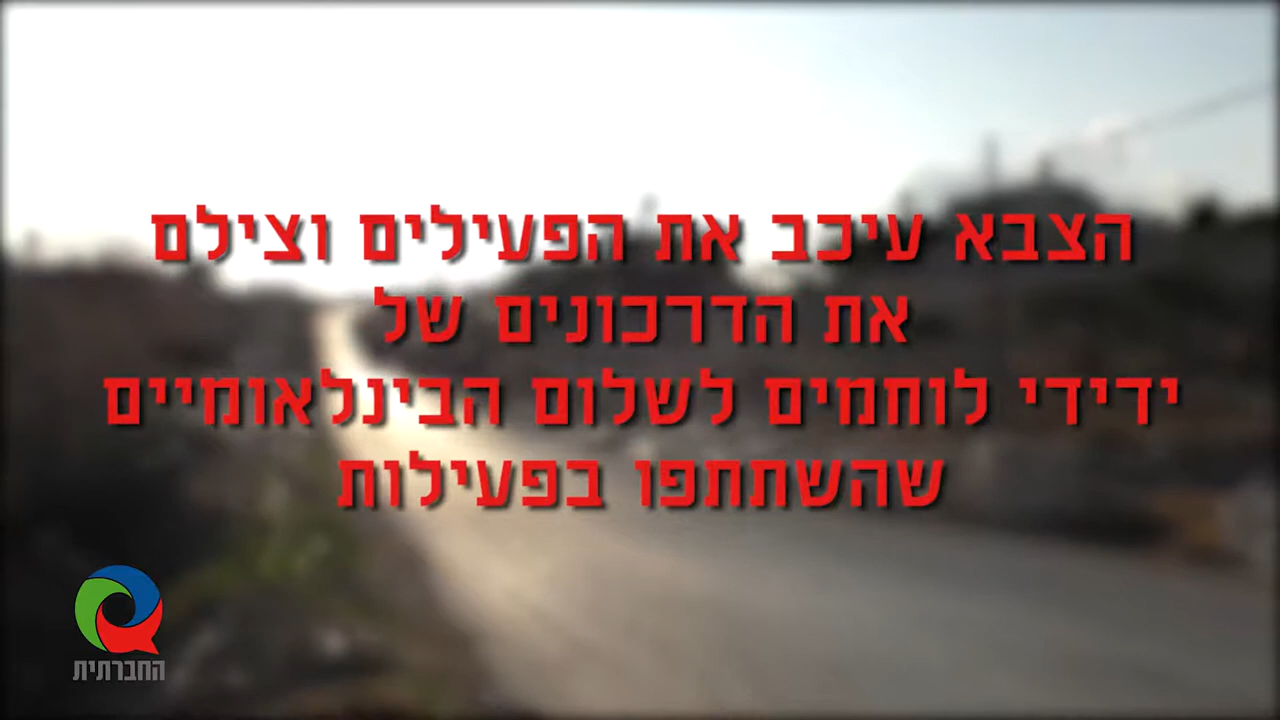 הצבא עיכב את הפעילים וצילם
את הדרכונים של
ידידי לוחמים לשלום הבינלאומיים
שהשתתפו בפעילות
החברתית